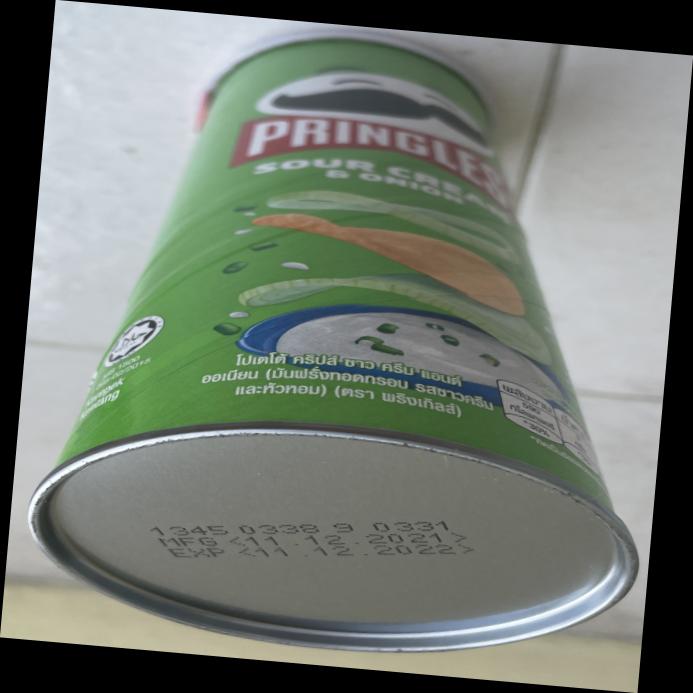 PRINGLES
SOUR CREAM
& ONION
โปเตโต้ คริปส์ ซาว ครีม แอนด์
ออเนียน (มันฝรั่งทอดกรอบ รสซาวครีม
และหัวหอม) (ตรา พริงเกิลส์)
1345 0338 9 0331
MFG <11.12.2021>
EXP <11.12.2022>